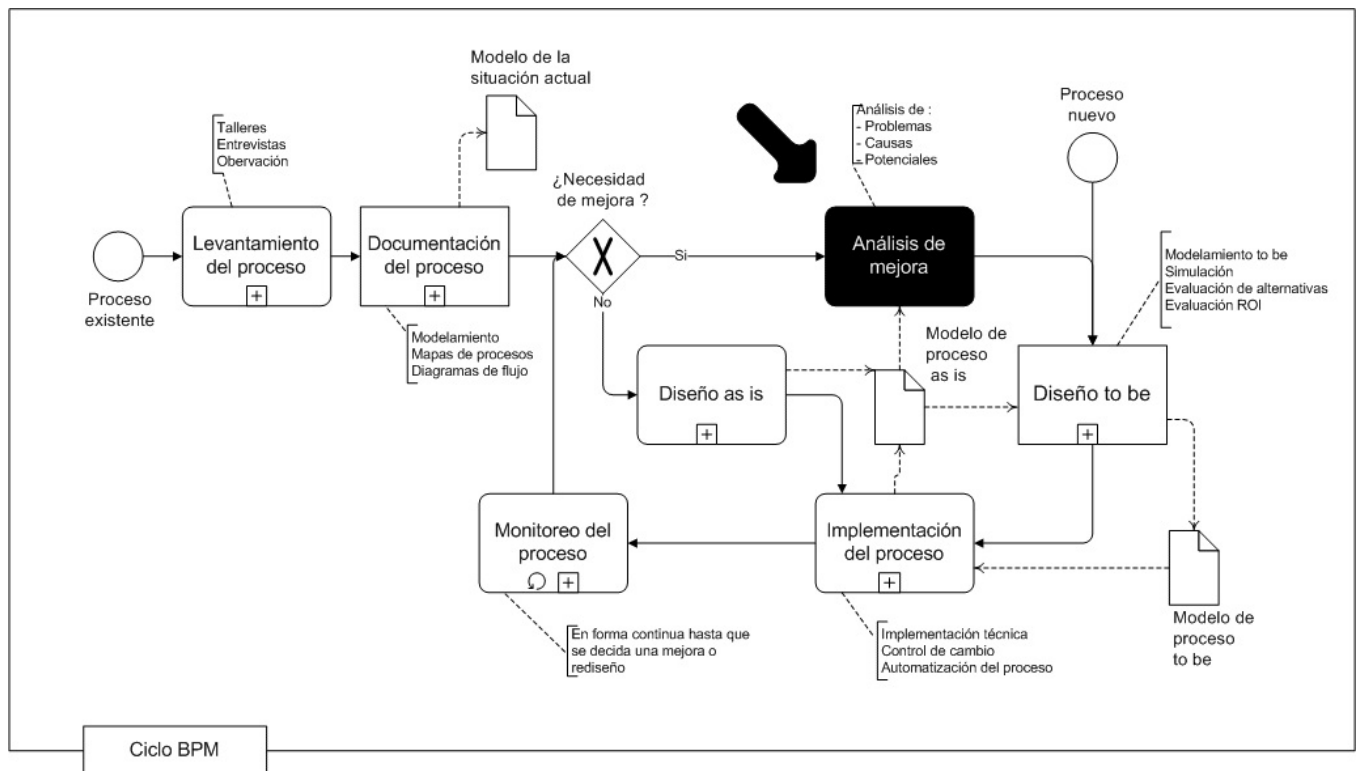 Modelo de la
situación actual
Talleres
Entrevistas
Obervación
Análisis de :
- Problemas
- Causas
- Potenciales
Proceso
nuevo
¿Necesidad
de mejora ?
Levantamiento
del proceso
Documentación
del proceso
Si
Análisis de
mejora
Proceso
existente
No
Modelamiento to be
Simulación
Evaluación de alternativas
Evaluación ROI
Modelamiento
Mapas de procesos
Diagramas de flujo
Modelo de
proceso
as is
Diseño as is
Diseño to be
Monitoreo del
proceso
Implementación
del proceso
Modelo de
proceso
to be
En forma continua hasta que
se decida una mejora o
rediseño
Implementación técnica
Control de cambio
Automatización del proceso
Ciclo BPM